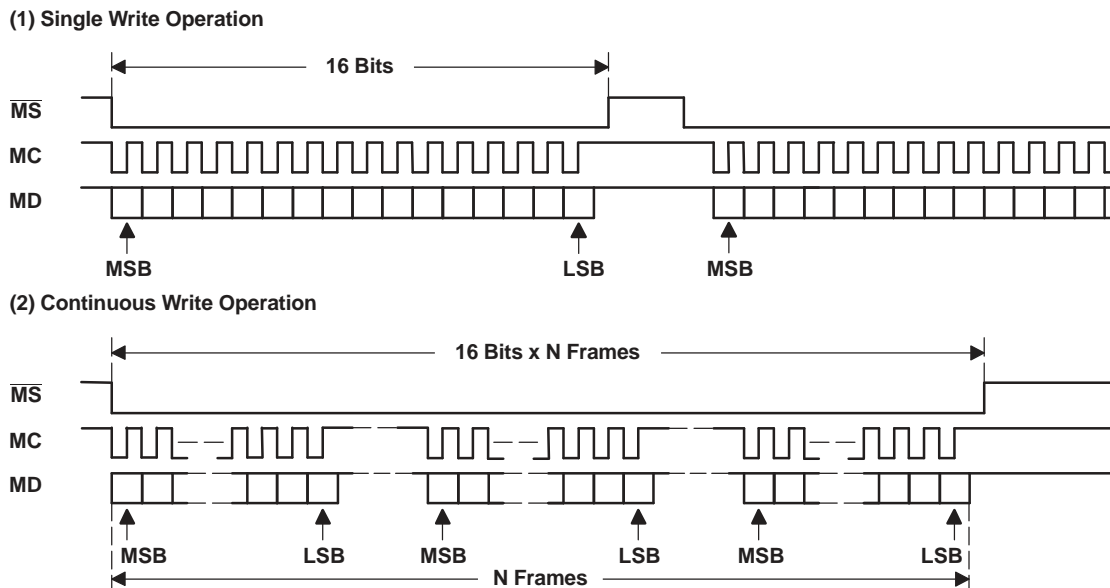 (1) Single Write Operation
16 Bits
MS
MC
MD
MSB LSB MSB
(2) Continuous Write Operation
16 Bits x N Frames
MS
MC
MD
MSB LSB MSB LSB MSB LSB
N Frames